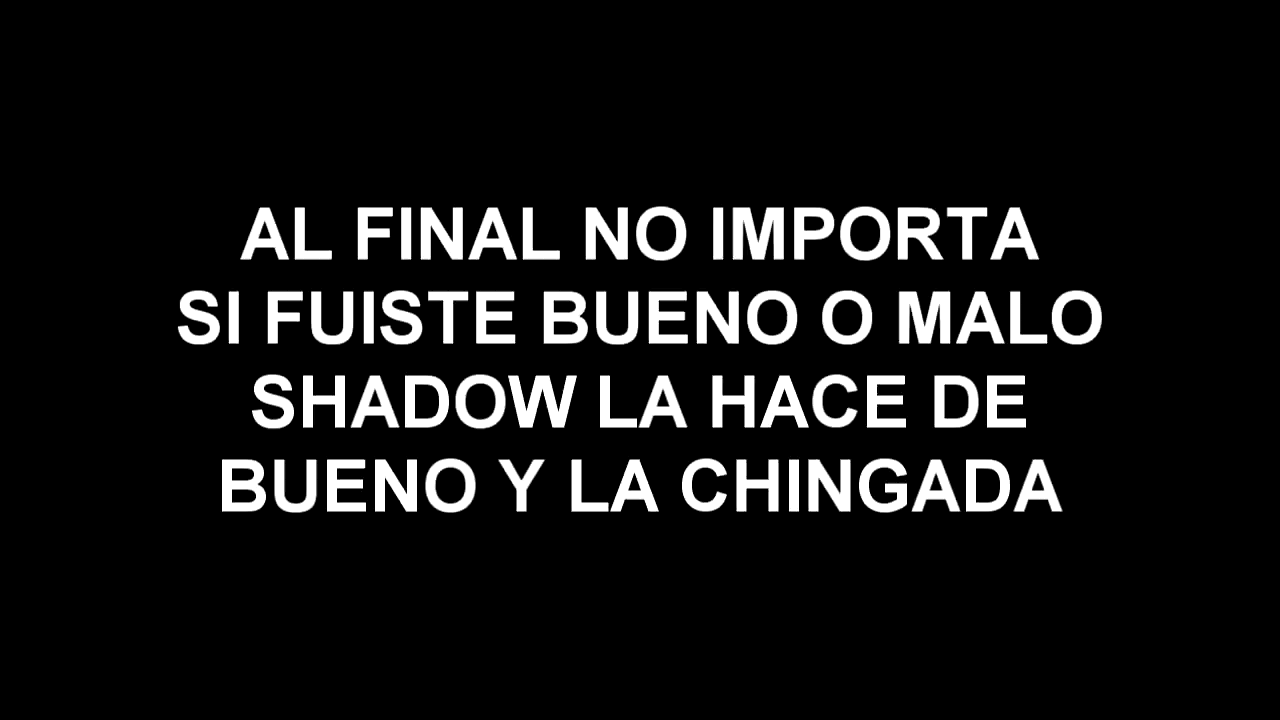 AL FINAL NO IMPORTA
SI FUISTE BUENO O MALO
SHADOW LA HACE DE
BUENO Y LA CHINGADA